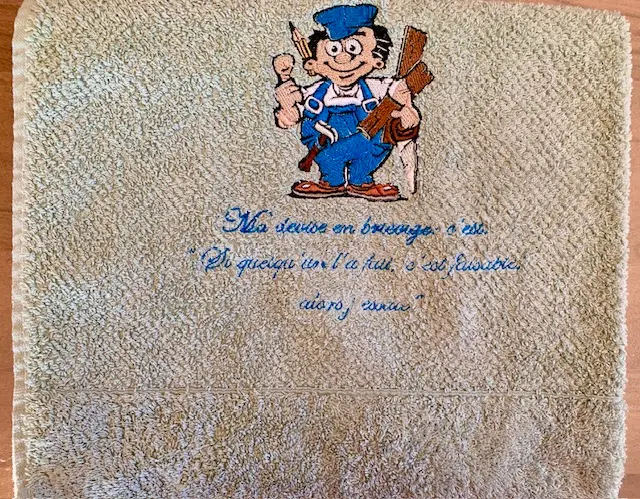 Ma devise en bricolage c'est:
"Si quelqu'un l'a fait, c'est faisable!
alors j'essaie"